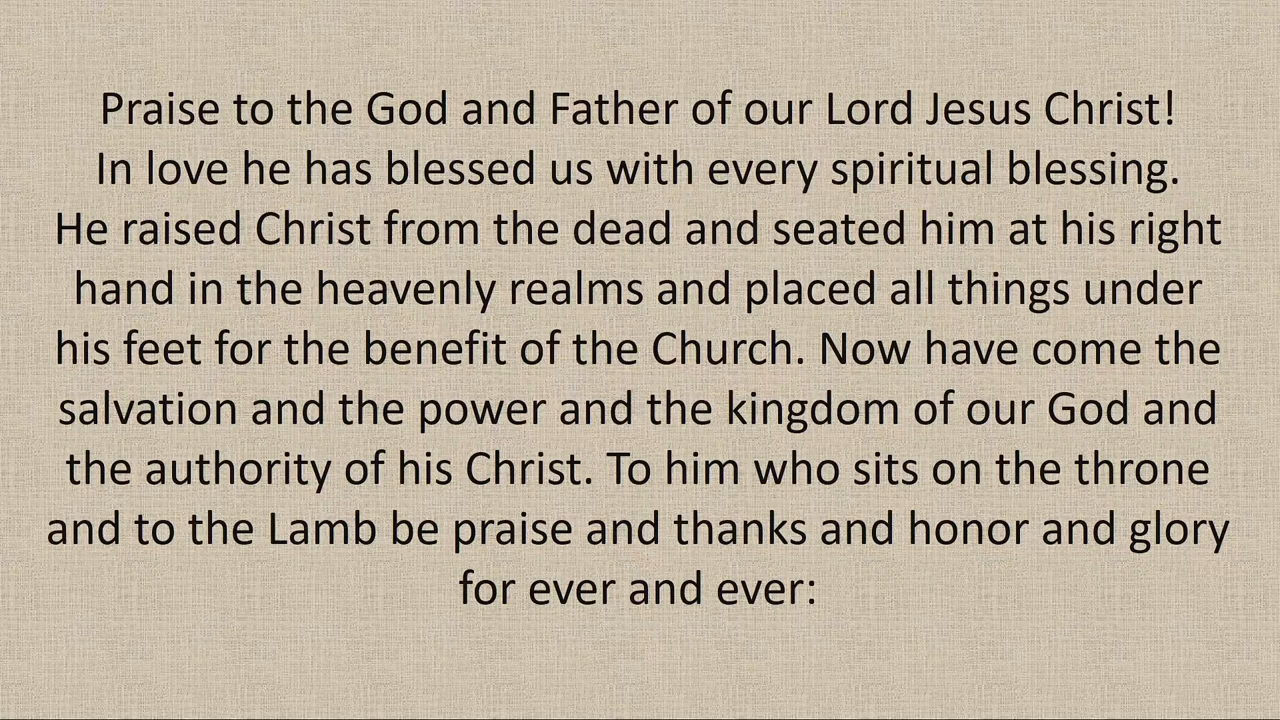 Praise to the God and Father of our Lord Jesus Christ!
In love he has blessed us with every spiritual blessing.
He raised Christ from the dead and seated him at his right
hand in the heavenly realms and placed all things under
his feet for the benefit of the Church. Now have come the
salvation and the power and the kingdom of our God and
the authority of his Christ. To him who sits on the throne
and to the Lamb be praise and thanks and honor and glory
for ever and ever: